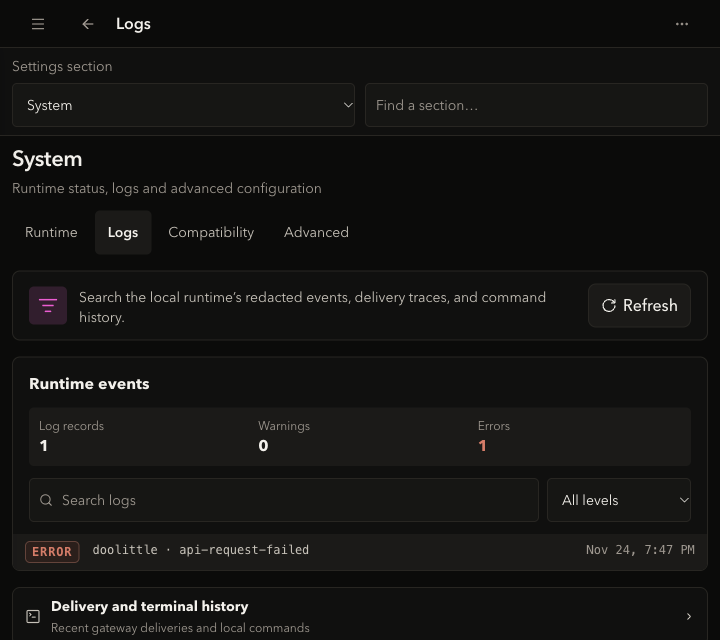 Logs
Settings section
System
Find a section…
System
Runtime status, logs and advanced configuration
Runtime
Logs
Compatibility
Advanced
Search the local runtime’s redacted events, delivery traces, and command
history.
Refresh
Runtime events
Log records
1
Warnings
0
Errors
1
Search logs
All levels
ERROR
doolittle · api-request-failed
Nov 24, 7:47 PM
Delivery and terminal history
Recent gateway deliveries and local commands